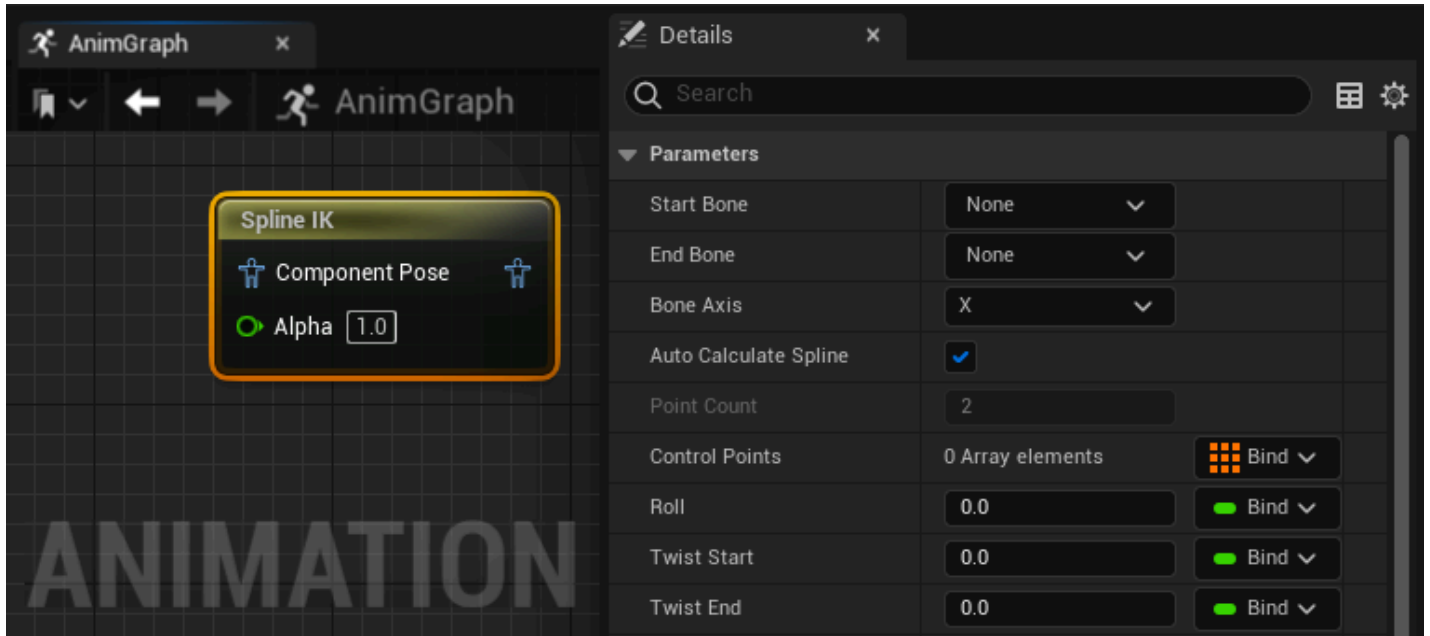 AnimGraph
AnimGraph
Spline IK
Component Pose
Alpha 1.0
ANIMATION
Details
Search
Parameters
Start Bone None
End Bone None
Bone Axis X
Auto Calculate Spline
Point Count 2
Control Points 0 Array elements Bind
Roll 0.0 Bind
Twist Start 0.0 Bind
Twist End 0.0 Bind